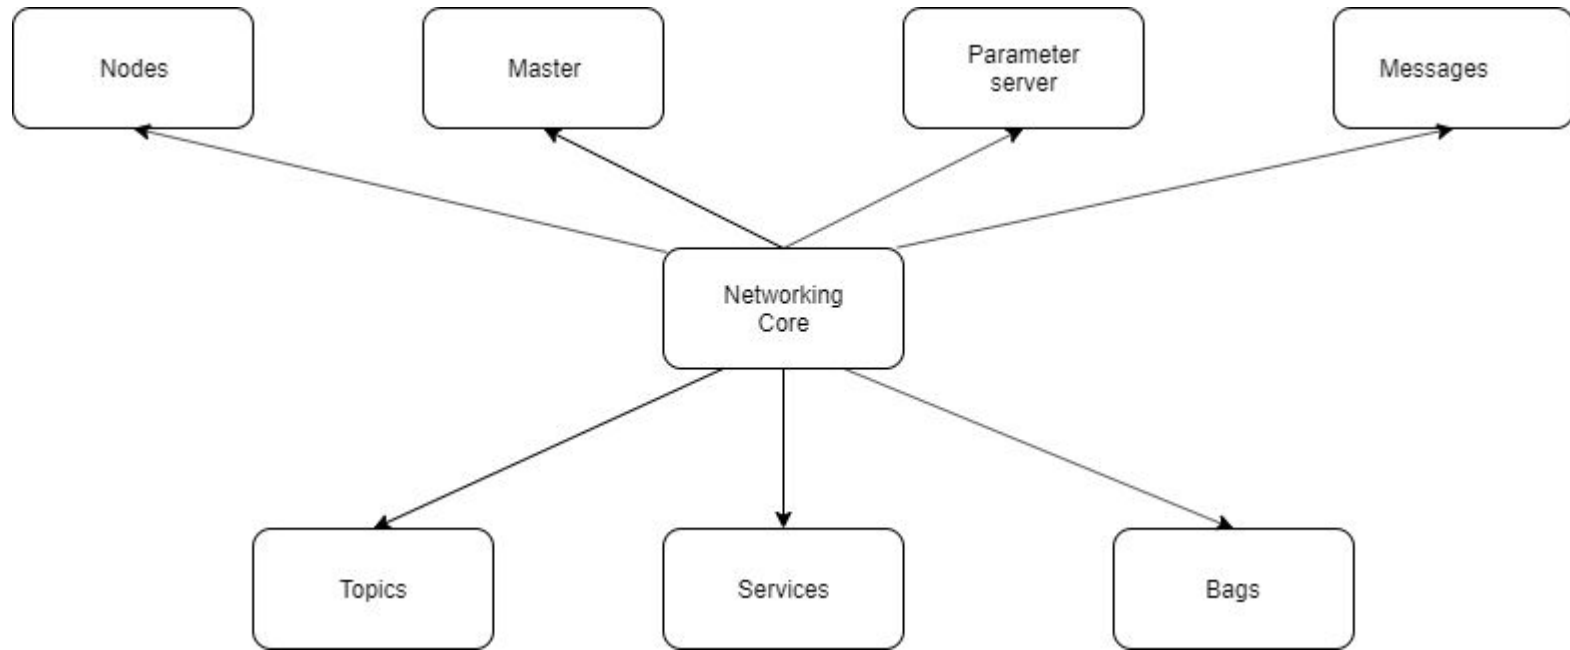 Nodes
Master
Parameter
server
Messages
Networking
Core
Topics
Services
Bags